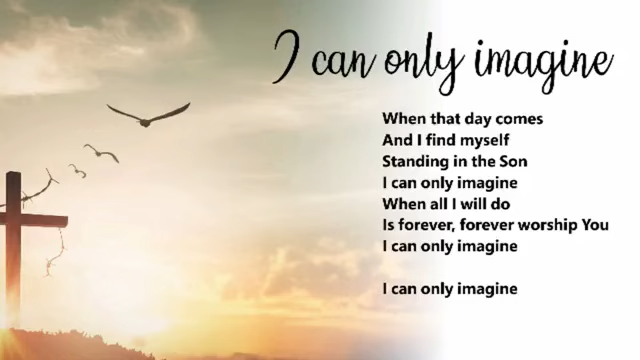 I can only imagine
When that day comes
And I find myself
Standing in the Son
I can only imagine
When all I will do
Is forever, forever worship You
I can only imagine
I can only imagine